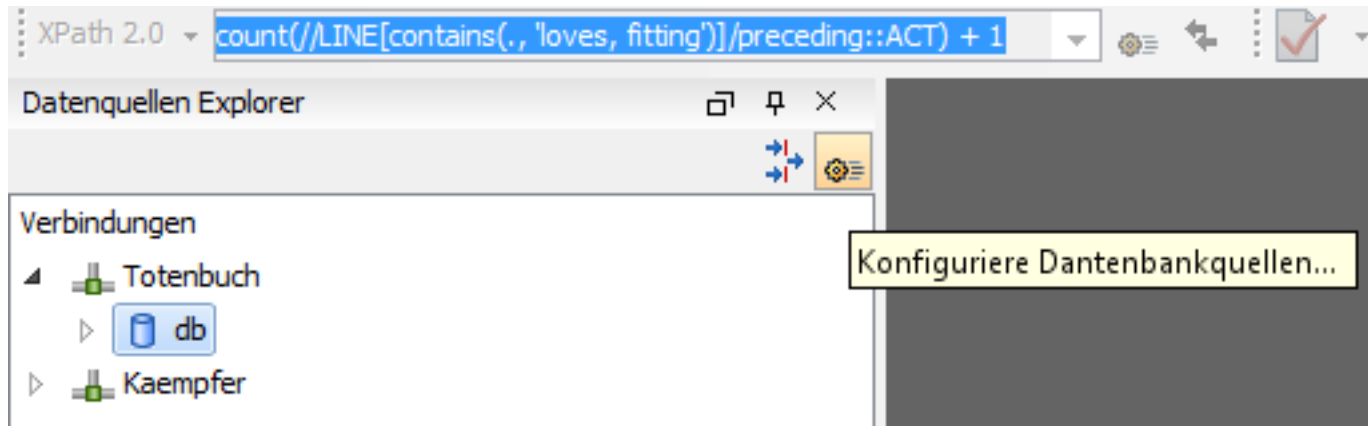 XPath 2.0 count(//LINE[contains(., 'loves, fitting')]/preceding::ACT) + 1
Datenquellen Explorer
Verbindungen
Totenbuch
Konfiguriere Dantenbankquellen...
db
Kaempfer